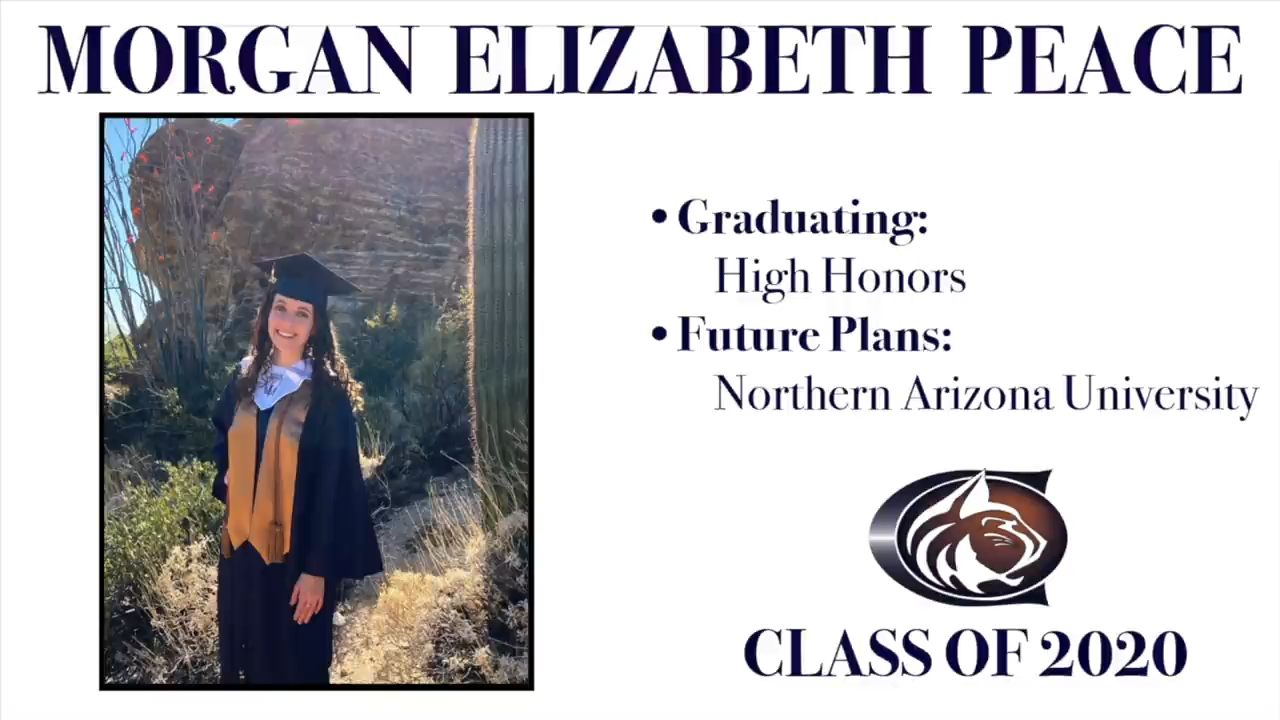 MORGAN ELIZABETH PEACE
• Graduating:
High Honors
• Future Plans:
Northern Arizona University
CLASS OF 2020